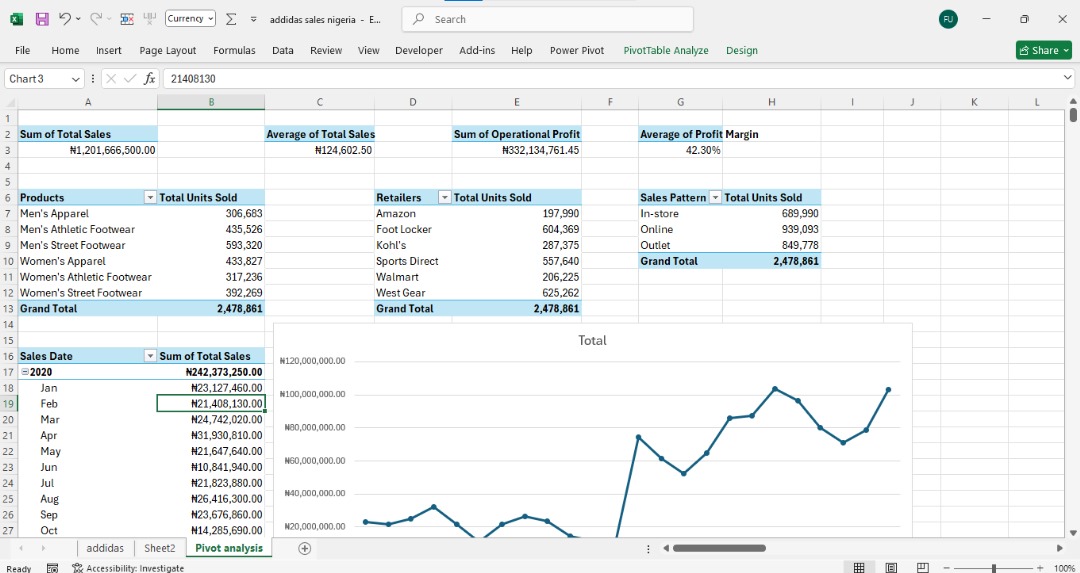 Currency addidas sales nigeria - E... Search FU
File Home Insert Page Layout Formulas Data Review View Developer Add-ins Help Power Pivot PivotTable Analyze Design Share
Chart3 fx 21408130
A B C D E F G H I J K L
1
2 Sum of Total Sales Average of Total Sales Sum of Operational Profit Average of Profit Margin
3 ₦1,201,666,500.00 ₦124,602.50 ₦332,134,761.45 42.30%
4
5
6 Products Total Units Sold Retailers Total Units Sold Sales Pattern Total Units Sold
7 Men's Apparel 306,683 Amazon 197,990 In-store 689,990
8 Men's Athletic Footwear 435,526 Foot Locker 604,369 Online 939,093
9 Men's Street Footwear 593,320 Kohl's 287,375 Outlet 849,778
10 Women's Apparel 433,827 Sports Direct 557,640 Grand Total 2,478,861
11 Women's Athletic Footwear 317,236 Walmart 206,225
12 Women's Street Footwear 392,269 West Gear 625,262
13 Grand Total 2,478,861 Grand Total 2,478,861
14
15 Total
16 Sales Date Sum of Total Sales ₦120,000,000.00
17 2020 ₦242,373,250.00
18 Jan ₦23,127,460.00 ₦100,000,000.00
19 Feb ₦21,408,130.00
20 Mar ₦24,742,020.00 ₦80,000,000.00
21 Apr ₦31,930,810.00
22 May ₦21,647,640.00 ₦60,000,000.00
23 Jun ₦10,841,940.00
24 Jul ₦21,823,880.00 ₦40,000,000.00
25 Aug ₦26,416,300.00
26 Sep ₦23,676,860.00 ₦20,000,000.00
27 Oct ₦14,285,690.00
addidas Sheet2 Pivot analysis
Ready Accessibility: Investigate 100%